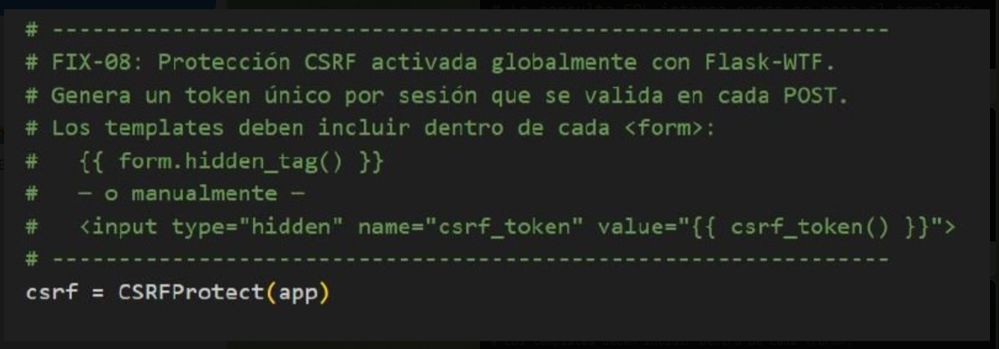 # ---------------------------------------------------------------
# FIX-08: Protección CSRF activada globalmente con Flask-WTF.
# Genera un token único por sesión que se valida en cada POST.
# Los templates deben incluir dentro de cada <form>:
#   {{ form.hidden_tag() }}
#   — o manualmente —
#   <input type="hidden" name="csrf_token" value="{{ csrf_token() }}">
# ---------------------------------------------------------------
csrf = CSRFProtect(app)